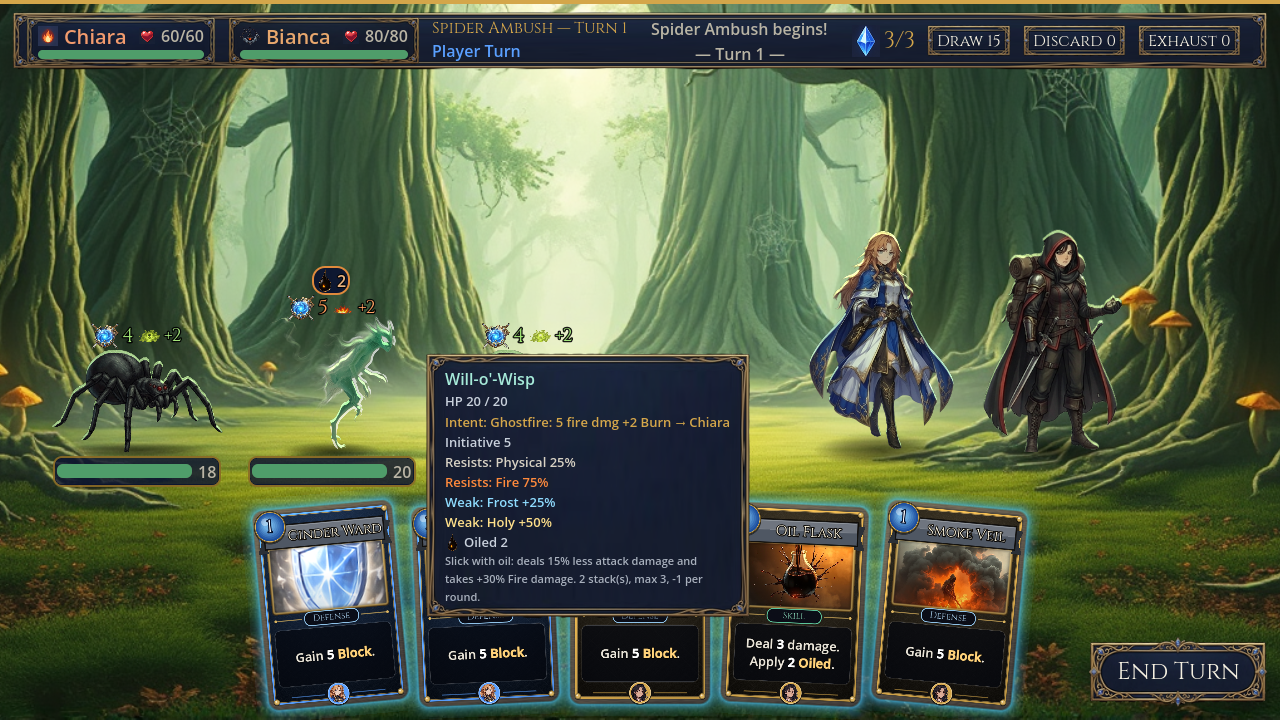 Chiara 60/60
Bianca 80/80
Spider Ambush — Turn 1
Player Turn
Spider Ambush begins!
— Turn 1 —
3/3
Draw 15
Discard 0
Exhaust 0
2
5 +2
4 +2
4 +2
18
20
Will-o'-Wisp
HP 20 / 20
Intent: Ghostfire: 5 fire dmg +2 Burn → Chiara
Initiative 5
Resists: Physical 25%
Resists: Fire 75%
Weak: Frost +25%
Weak: Holy +50%
Oiled 2
Slick with oil: deals 15% less attack damage and
takes +30% Fire damage. 2 stack(s), max 3, -1 per
round.
1
Cinder Ward
Defense
Gain 5 Block.
Defense
Gain 5 Block.
Defense
Gain 5 Block.
Oil Flask
Skill
Deal 3 damage.
Apply 2 Oiled.
1
Smoke Veil
Defense
Gain 5 Block.
End Turn